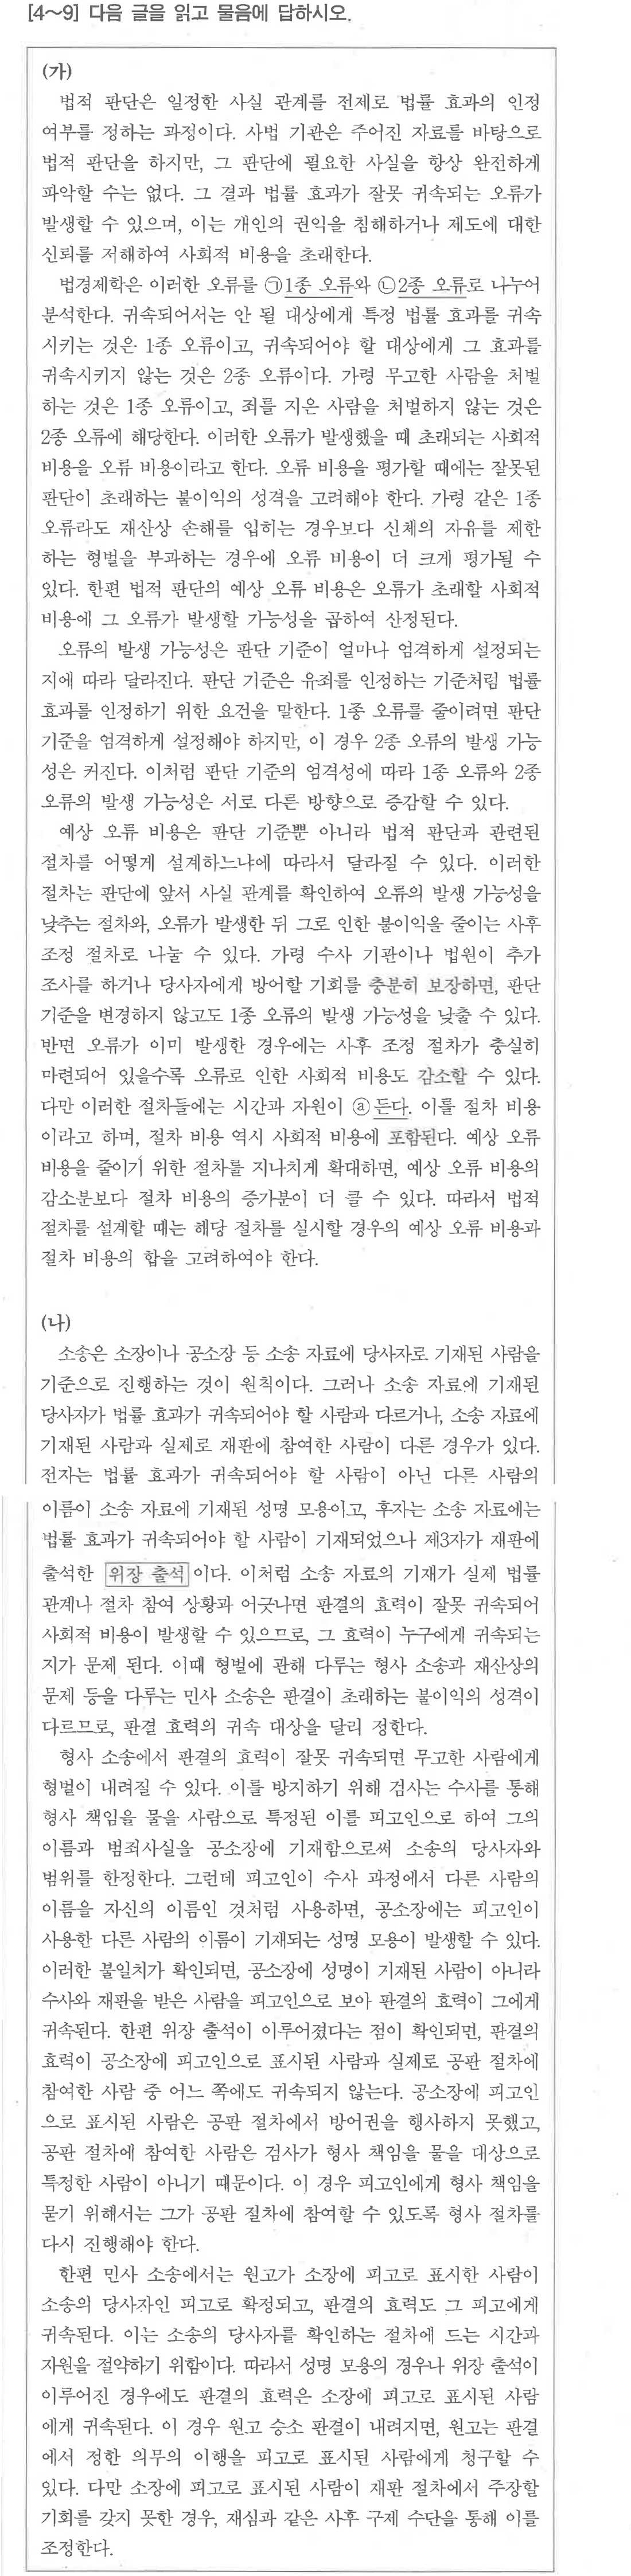 [4~9] 다음 글을 읽고 물음에 답하시오.
(가)
법적 판단은 일정한 사실 관계를 전제로 법률 효과의 인정
여부를 정하는 과정이다. 사법 기관은 주어진 자료를 바탕으로
법적 판단을 하지만, 그 판단에 필요한 사실을 항상 완전하게
파악할 수는 없다. 그 결과 법률 효과가 잘못 귀속되는 오류가
발생할 수 있으며, 이는 개인의 권익을 침해하거나 제도에 대한
신뢰를 저해하여 사회적 비용을 초래한다.
법경제학은 이러한 오류를 ㉠1종 오류와 ㉡2종 오류로 나누어
분석한다. 귀속되어서는 안 될 대상에게 특정 법률 효과를 귀속
시키는 것은 1종 오류이고, 귀속되어야 할 대상에게 그 효과를
귀속시키지 않는 것은 2종 오류이다. 가령 무고한 사람을 처벌
하는 것은 1종 오류이고, 죄를 지은 사람을 처벌하지 않는 것은
2종 오류에 해당한다. 이러한 오류가 발생했을 때 초래되는 사회적
비용을 오류 비용이라고 한다. 오류 비용을 평가할 때에는 잘못된
판단이 초래하는 불이익의 성격을 고려해야 한다. 가령 같은 1종
오류라도 재산상 손해를 입히는 경우보다 신체의 자유를 제한
하는 형벌을 부과하는 경우에 오류 비용이 더 크게 평가될 수
있다. 한편 법적 판단의 예상 오류 비용은 오류가 초래할 사회적
비용에 그 오류가 발생할 가능성을 곱하여 산정된다.
오류의 발생 가능성은 판단 기준이 얼마나 엄격하게 설정되는
지에 따라 달라진다. 판단 기준은 유죄를 인정하는 기준처럼 법률
효과를 인정하기 위한 요건을 말한다. 1종 오류를 줄이려면 판단
기준을 엄격하게 설정해야 하지만, 이 경우 2종 오류의 발생 가능
성은 커진다. 이처럼 판단 기준의 엄격성에 따라 1종 오류와 2종
오류의 발생 가능성은 서로 다른 방향으로 증감할 수 있다.
예상 오류 비용은 판단 기준뿐 아니라 법적 판단과 관련된
절차를 어떻게 설계하느냐에 따라서 달라질 수 있다. 이러한
절차는 판단에 앞서 사실 관계를 확인하여 오류의 발생 가능성을
낮추는 절차와, 오류가 발생한 뒤 그로 인한 불이익을 줄이는 사후
조정 절차로 나눌 수 있다. 가령 수사 기관이나 법원이 추가
조사를 하거나 당사자에게 방어할 기회를 충분히 보장하면, 판단
기준을 변경하지 않고도 1종 오류의 발생 가능성을 낮출 수 있다.
반면 오류가 이미 발생한 경우에는 사후 조정 절차가 충실히
마련되어 있을수록 오류로 인한 사회적 비용도 감소할 수 있다.
다만 이러한 절차들에는 시간과 자원이 ⓐ든다. 이를 절차 비용
이라고 하며, 절차 비용 역시 사회적 비용에 포함된다. 예상 오류
비용을 줄이기 위한 절차를 지나치게 확대하면, 예상 오류 비용의
감소분보다 절차 비용의 증가분이 더 클 수 있다. 따라서 법적
절차를 설계할 때는 해당 절차를 실시할 경우의 예상 오류 비용과
절차 비용의 합을 고려하여야 한다.
(나)
소송은 소장이나 공소장 등 소송 자료에 당사자로 기재된 사람을
기준으로 진행하는 것이 원칙이다. 그러나 소송 자료에 기재된
당사자가 법률 효과가 귀속되어야 할 사람과 다르거나, 소송 자료에
기재된 사람과 실제로 재판에 참여한 사람이 다른 경우가 있다.
전자는 법률 효과가 귀속되어야 할 사람이 아닌 다른 사람의
이름이 소송 자료에 기재된 성명 모용이고, 후자는 소송 자료에는
법률 효과가 귀속되어야 할 사람이 기재되었으나 제3자가 재판에
출석한 위장 출석이다. 이처럼 소송 자료의 기재가 실제 법률
관계나 절차 참여 상황과 어긋나면 판결의 효력이 잘못 귀속되어
사회적 비용이 발생할 수 있으므로, 그 효력이 누구에게 귀속되는
지가 문제 된다. 이때 형벌에 관해 다루는 형사 소송과 재산상의
문제 등을 다루는 민사 소송은 판결이 초래하는 불이익의 성격이
다르므로, 판결 효력의 귀속 대상을 달리 정한다.
형사 소송에서 판결의 효력이 잘못 귀속되면 무고한 사람에게
형벌이 내려질 수 있다. 이를 방지하기 위해 검사는 수사를 통해
형사 책임을 물을 사람으로 특정된 이를 피고인으로 하여 그의
이름과 범죄사실을 공소장에 기재함으로써 소송의 당사자와
범위를 한정한다. 그런데 피고인이 수사 과정에서 다른 사람의
이름을 자신의 이름인 것처럼 사용하면, 공소장에는 피고인이
사용한 다른 사람의 이름이 기재되는 성명 모용이 발생할 수 있다.
이러한 불일치가 확인되면, 공소장에 성명이 기재된 사람이 아니라
수사와 재판을 받은 사람을 피고인으로 보아 판결의 효력이 그에게
귀속된다. 한편 위장 출석이 이루어졌다는 점이 확인되면, 판결의
효력이 공소장에 피고인으로 표시된 사람과 실제로 공판 절차에
참여한 사람 중 어느 쪽에도 귀속되지 않는다. 공소장에 피고인
으로 표시된 사람은 공판 절차에서 방어권을 행사하지 못했고,
공판 절차에 참여한 사람은 검사가 형사 책임을 물을 대상으로
특정한 사람이 아니기 때문이다. 이 경우 피고인에게 형사 책임을
묻기 위해서는 그가 공판 절차에 참여할 수 있도록 형사 절차를
다시 진행해야 한다.
한편 민사 소송에서는 원고가 소장에 피고로 표시한 사람이
소송의 당사자인 피고로 확정되고, 판결의 효력도 그 피고에게
귀속된다. 이는 소송의 당사자를 확인하는 절차에 드는 시간과
자원을 절약하기 위함이다. 따라서 성명 모용의 경우나 위장 출석이
이루어진 경우에도 판결의 효력은 소장에 피고로 표시된 사람
에게 귀속된다. 이 경우 원고 승소 판결이 내려지면, 원고는 판결
에서 정한 의무의 이행을 피고로 표시된 사람에게 청구할 수
있다. 다만 소장에 피고로 표시된 사람이 재판 절차에서 주장할
기회를 갖지 못한 경우, 재심과 같은 사후 구제 수단을 통해 이를
조정한다.